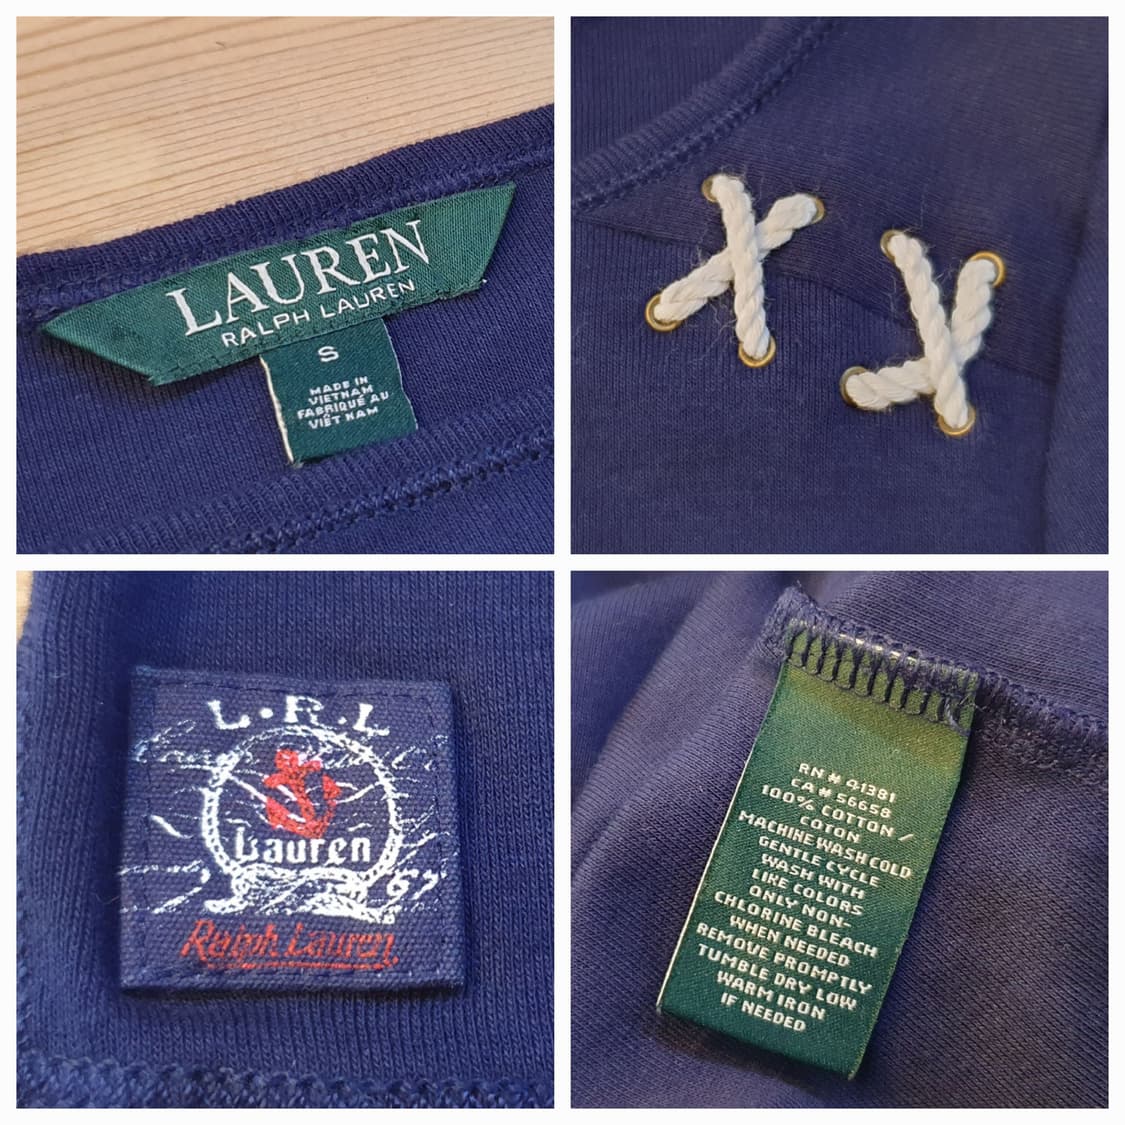 LAUREN
RALPH LAUREN
S
MADE IN
VIETNAM
FABRIQUÉ AU
VIÊT NAM
L.R.L
Lauren
67
Ralph Lauren
RN# 41381
CA# 56658
100% COTTON /
COTON
MACHINE WASH COLD
GENTLE CYCLE
WASH WITH
LIKE COLORS
ONLY NON-
CHLORINE BLEACH
WHEN NEEDED
REMOVE PROMPTLY
TUMBLE DRY LOW
WARM IRON
IF NEEDED